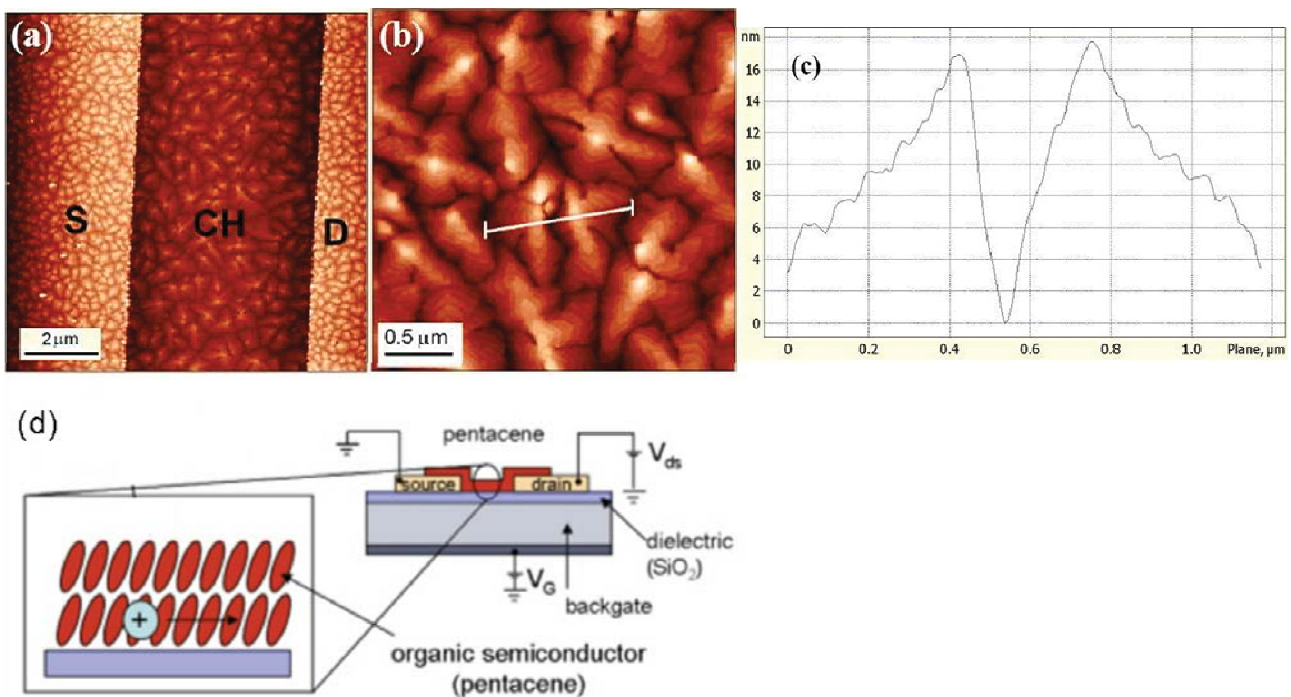 (a)
S
CH
D
2μm
(b)
0.5 μm
nm
16
14
12
10
8
6
4
2
0
(c)
0
0.2
0.4
0.6
0.8
1.0
Plane, μm
(d)
pentacene
V_ds
source
drain
dielectric
(SiO₂)
V_G
backgate
+
organic semiconductor
(pentacene)